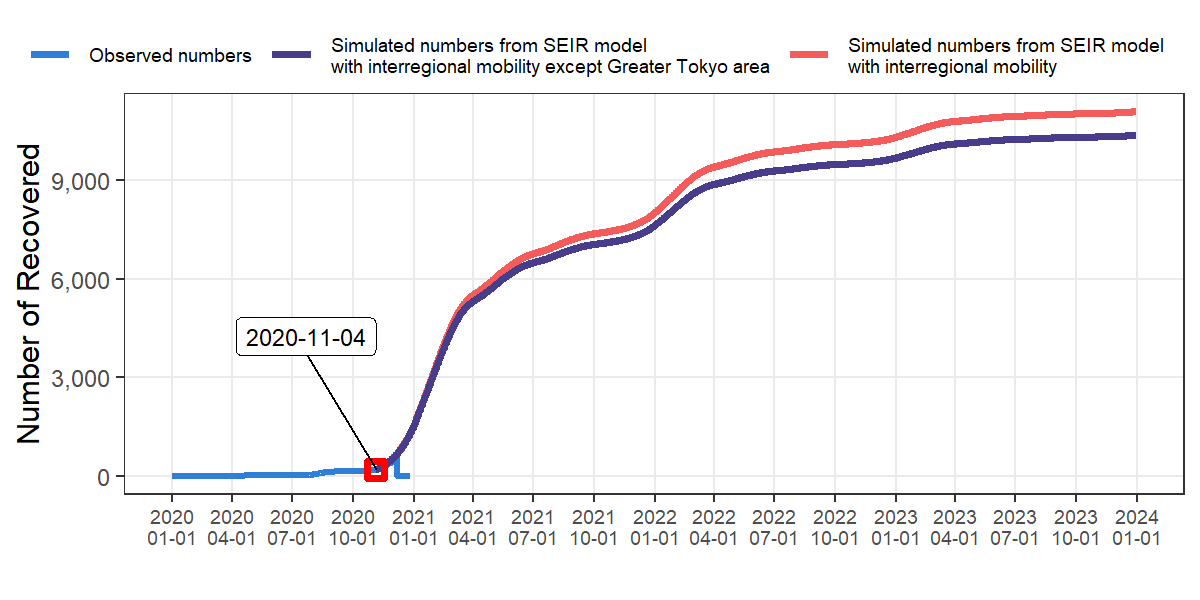 Observed numbers
Simulated numbers from SEIR model
with interregional mobility except Greater Tokyo area
Simulated numbers from SEIR model
with interregional mobility
Number of Recovered
9,000
6,000
3,000
0
2020-11-04
2020 2020 2020 2020 2021 2021 2021 2021 2022 2022 2022 2022 2023 2023 2023 2023 2024
01-01 04-01 07-01 10-01 01-01 04-01 07-01 10-01 01-01 04-01 07-01 10-01 01-01 04-01 07-01 10-01 01-01